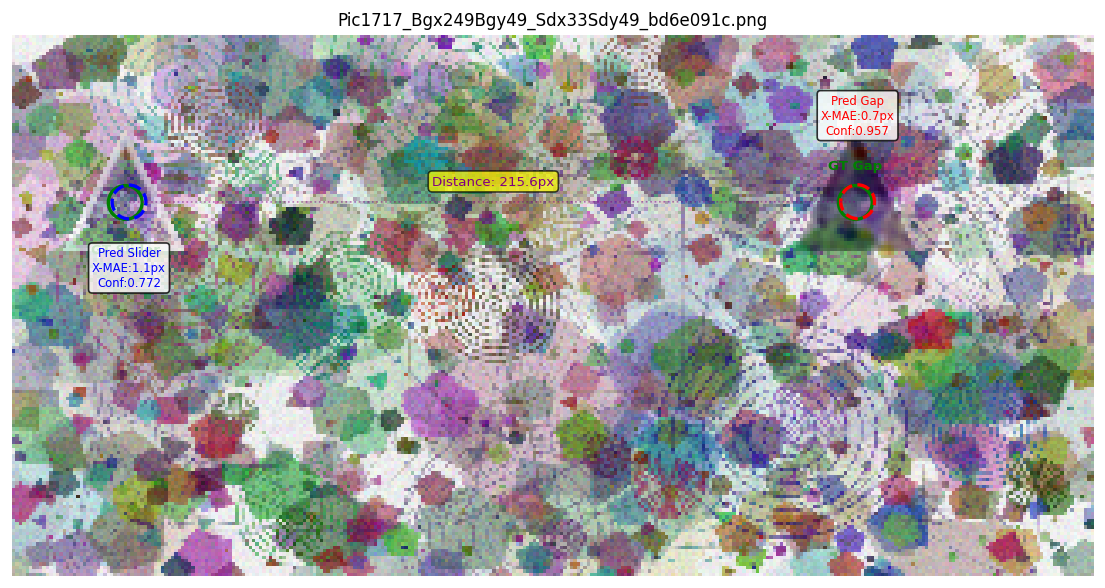 Pic1717_Bgx249Bgy49_Sdx33Sdy49_bd6e091c.png
Pred Gap
X-MAE:0.7px
Conf:0.957
GT Gap
Distance: 215.6px
Pred Slider
X-MAE:1.1px
Conf:0.772